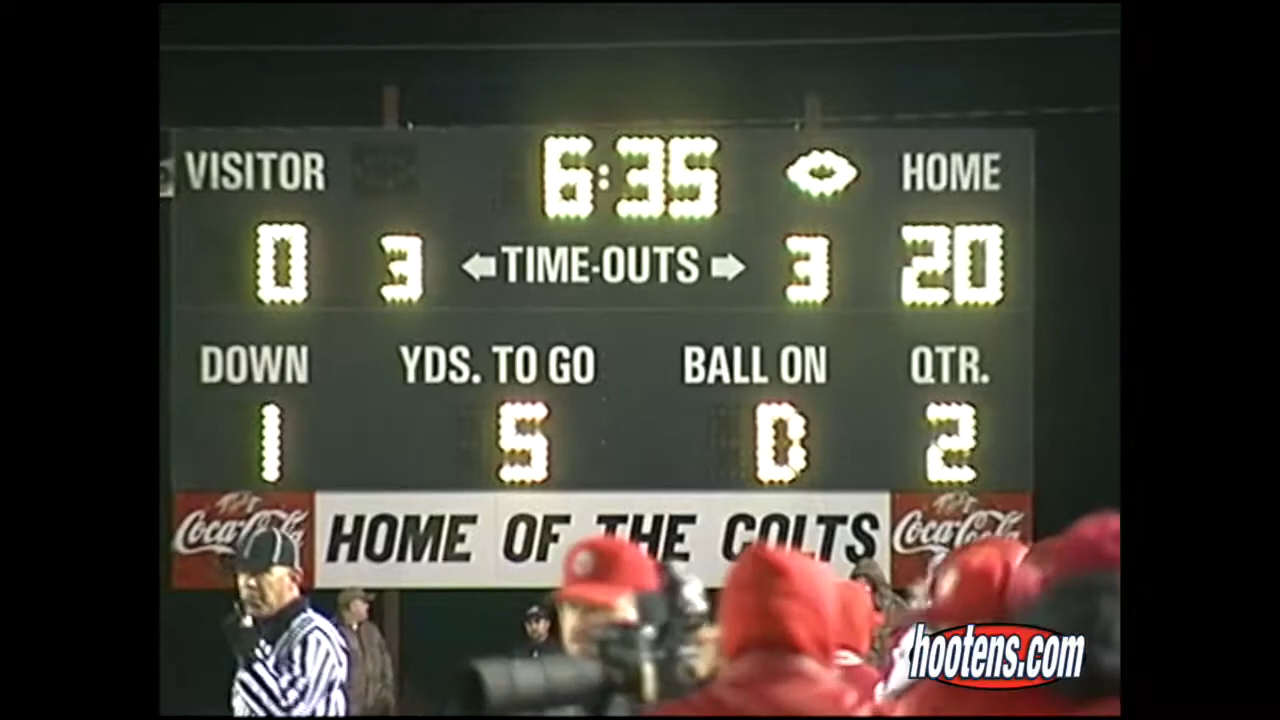 VISITOR 6:35 HOME
0 3 TIME-OUTS 3 20
DOWN YDS. TO GO BALL ON QTR.
1 5 0 2
Coca-Cola HOME OF THE COLTS Coca-Cola
hootens.com